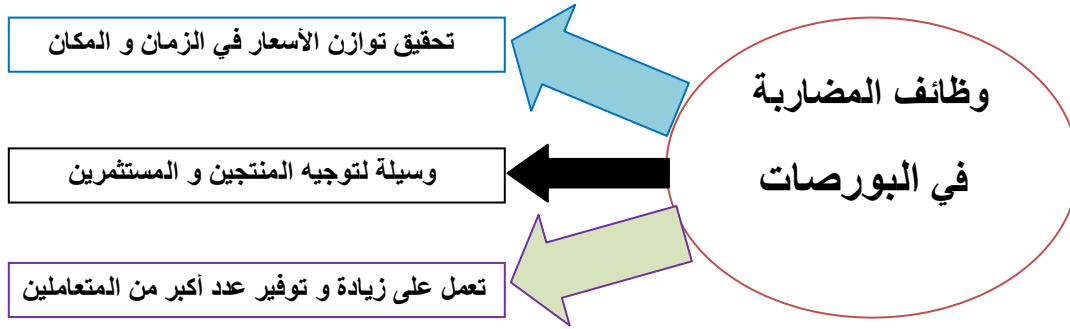 وظائف المضاربة
في البورصات
تحقيق توازن الأسعار في الزمان و المكان
وسيلة لتوجيه المنتجين و المستثمرين
تعمل على زيادة و توفير عدد أكبر من المتعاملين